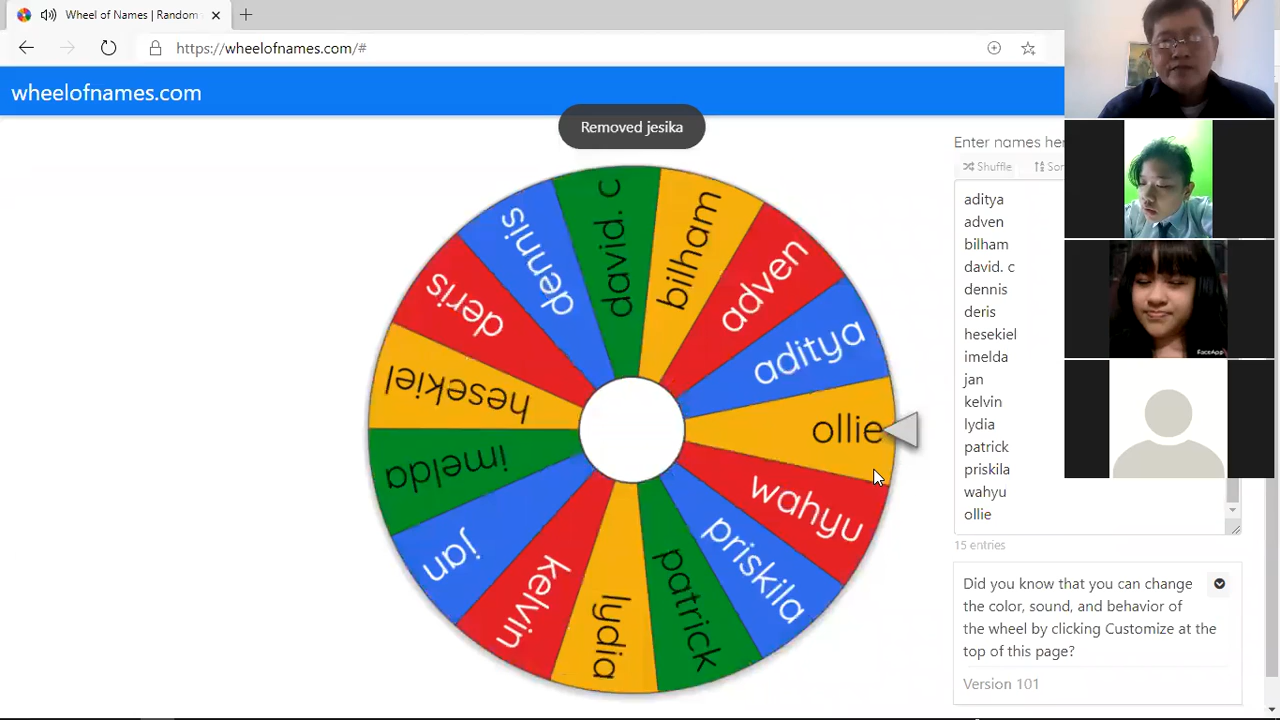 Wheel of Names | Random
https://wheelofnames.com/#
wheelofnames.com
Removed jesika
Enter names
Shuffle
aditya
adven
bilham
david. c
dennis
deris
hesekiel
imelda
jan
kelvin
lydia
patrick
priskila
wahyu
ollie
15 entries
Did you know that you can change
the color, sound, and behavior of
the wheel by clicking Customize at the
top of this page?
Version 101
david. c
bilham
adven
aditya
ollie
wahyu
priskila
patrick
lydia
kelvin
jan
imelda
hesekiel
deris
dennis
FaceApp